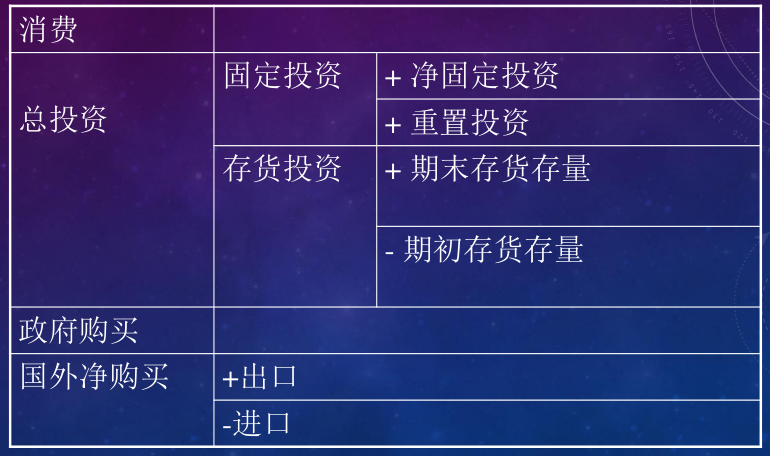 消费
总投资
固定投资
+ 净固定投资
+ 重置投资
存货投资
+ 期末存货存量
- 期初存货存量
政府购买
国外净购买
+出口
-进口